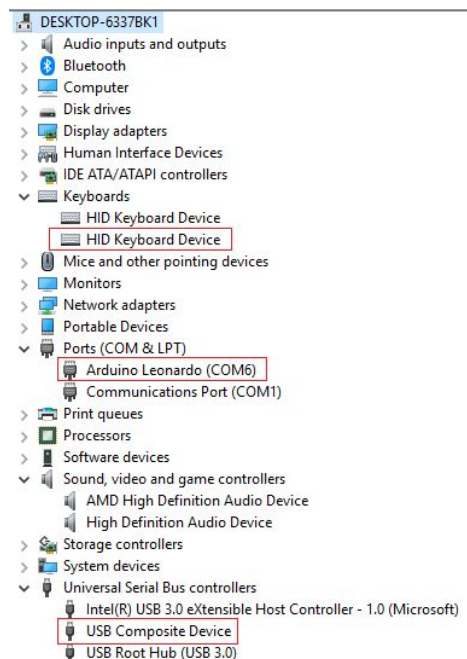 DESKTOP-6337BK1
Audio inputs and outputs
Bluetooth
Computer
Disk drives
Display adapters
Human Interface Devices
IDE ATA/ATAPI controllers
Keyboards
HID Keyboard Device
HID Keyboard Device
Mice and other pointing devices
Monitors
Network adapters
Portable Devices
Ports (COM & LPT)
Arduino Leonardo (COM6)
Communications Port (COM1)
Print queues
Processors
Software devices
Sound, video and game controllers
AMD High Definition Audio Device
High Definition Audio Device
Storage controllers
System devices
Universal Serial Bus controllers
Intel(R) USB 3.0 eXtensible Host Controller - 1.0 (Microsoft)
USB Composite Device
USB Root Hub (USB 3.0)